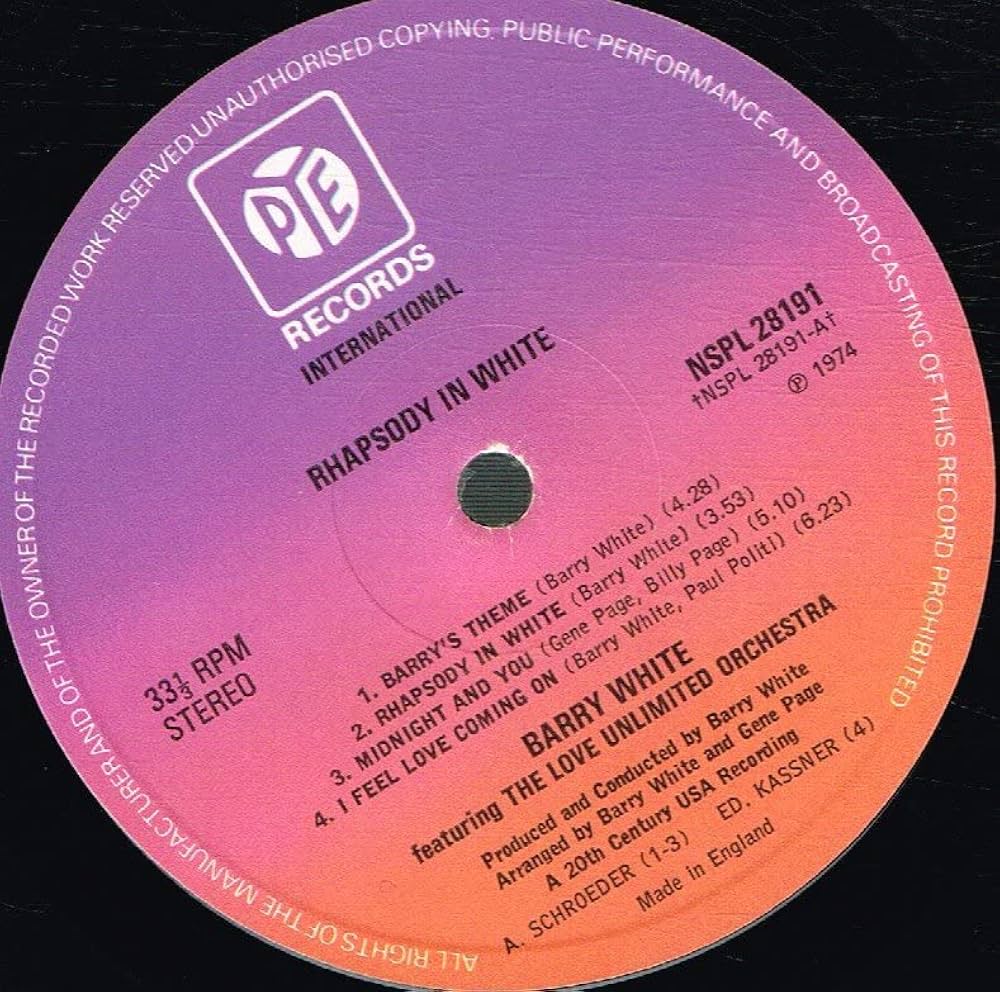 ALL RIGHTS OF THE MANUFACTURER AND OF THE OWNER OF THE RECORDED WORK RESERVED UNAUTHORISED COPYING, PUBLIC PERFORMANCE AND BROADCASTING OF THIS RECORD PROHIBITED
PYE
RECORDS
INTERNATIONAL
RHAPSODY IN WHITE
NSPL 28191
†NSPL 28191-A†
℗ 1974
33⅓ RPM
STEREO
1. BARRY'S THEME (Barry White) (4.28)
2. RHAPSODY IN WHITE (Barry White) (3.53)
3. MIDNIGHT AND YOU (Gene Page, Billy Page) (5.10)
4. I FEEL LOVE COMING ON (Barry White, Paul Politi) (6.23)
BARRY WHITE
featuring THE LOVE UNLIMITED ORCHESTRA
Produced and Conducted by Barry White
Arranged by Barry White and Gene Page
A 20th Century USA Recording
A. SCHROEDER (1-3) ED. KASSNER (4)
Made in England